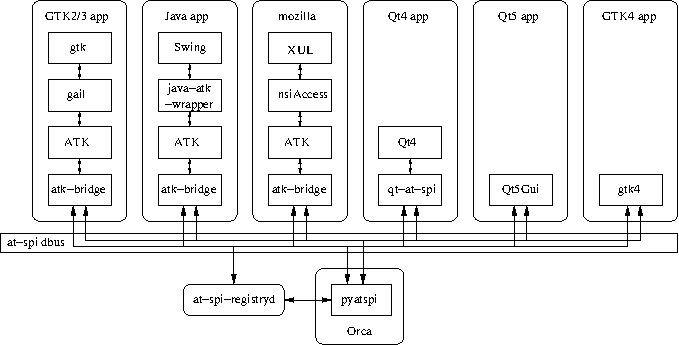 GTK2/3 app
Java app
mozilla
Qt4 app
Qt5 app
GTK4 app
gtk
Swing
XUL
gail
java-atk
-wrapper
nsiAccess
ATK
ATK
ATK
Qt4
atk-bridge
atk-bridge
atk-bridge
qt-at-spi
Qt5Gui
gtk4
at-spi dbus
at-spi-registryd
pyatspi
Orca